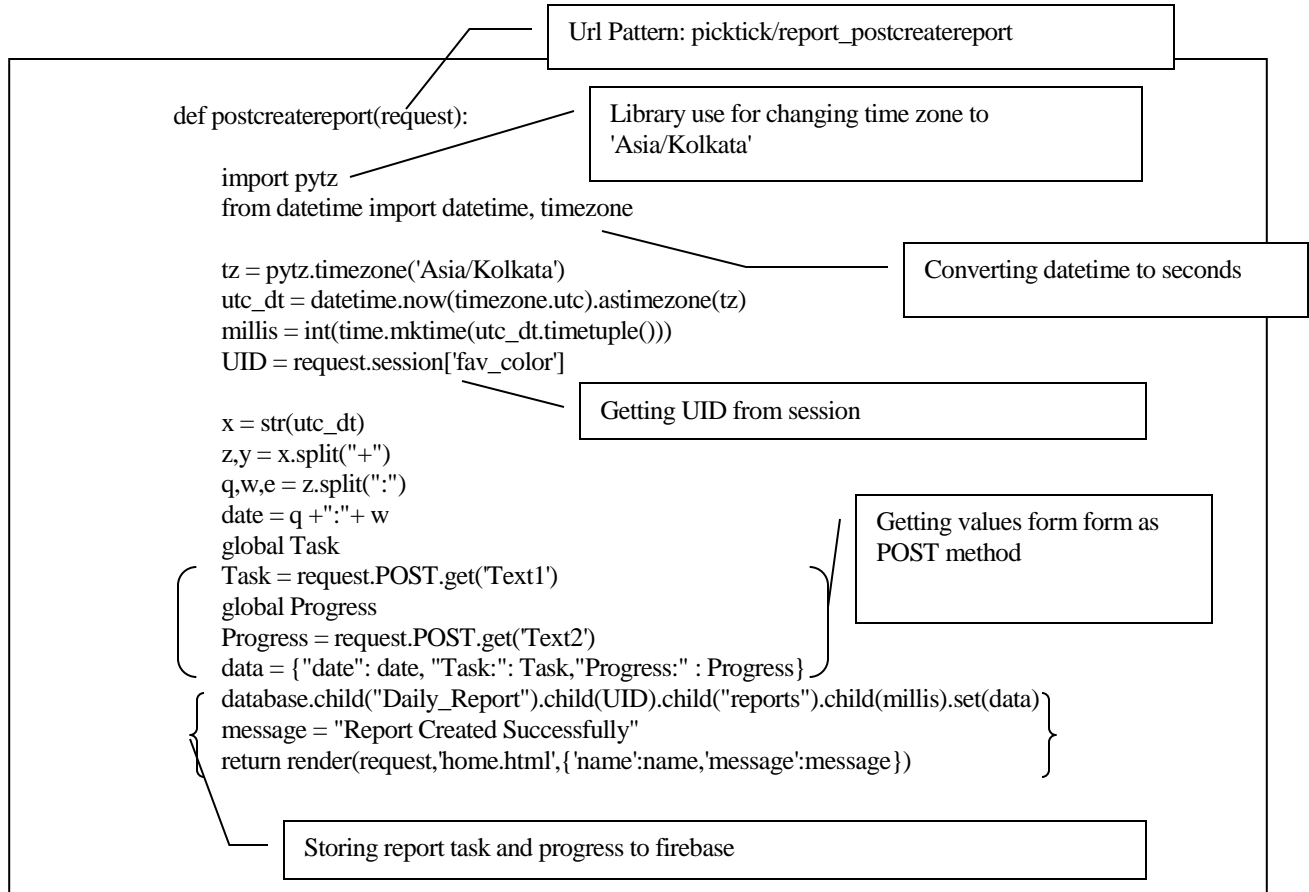 Url Pattern: picktick/report_postcreatereport
def postcreatereport(request):
Library use for changing time zone to
'Asia/Kolkata'
import pytz
from datetime import datetime, timezone
Converting datetime to seconds
tz = pytz.timezone('Asia/Kolkata')
utc_dt = datetime.now(timezone.utc).astimezone(tz)
millis = int(time.mktime(utc_dt.timetuple()))
UID = request.session['fav_color']
Getting UID from session
x = str(utc_dt)
z,y = x.split("+")
q,w,e = z.split(":")
date = q +":"+ w
Getting values form form as
POST method
global Task
Task = request.POST.get('Text1')
global Progress
Progress = request.POST.get('Text2')
data = {"date": date, "Task:": Task,"Progress:" : Progress}
database.child("Daily_Report").child(UID).child("reports").child(millis).set(data)
message = "Report Created Successfully"
return render(request,'home.html',{'name':name,'message':message})
Storing report task and progress to firebase